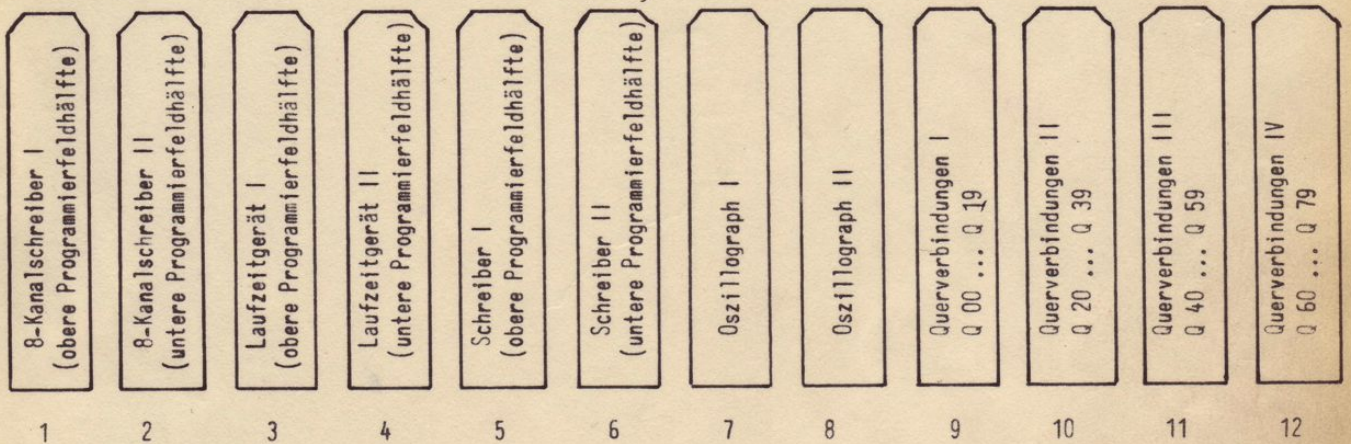 8-Kanalschreiber I
(obere Programmierfeldhälfte)
8-Kanalschreiber II
(untere Programmierfeldhälfte)
Laufzeitgerät I
(obere Programmierfeldhälfte)
Laufzeitgerät II
(untere Programmierfeldhälfte)
Schreiber I
(obere Programmierfeldhälfte)
Schreiber II
(untere Programmierfeldhälfte)
Oszillograph I
Oszillograph II
Querverbindungen I
Q 00 ... Q 19
Querverbindungen II
Q 20 ... Q 39
Querverbindungen III
Q 40 ... Q 59
Querverbindungen IV
Q 60 ... Q 79
1 2 3 4 5 6 7 8 9 10 11 12